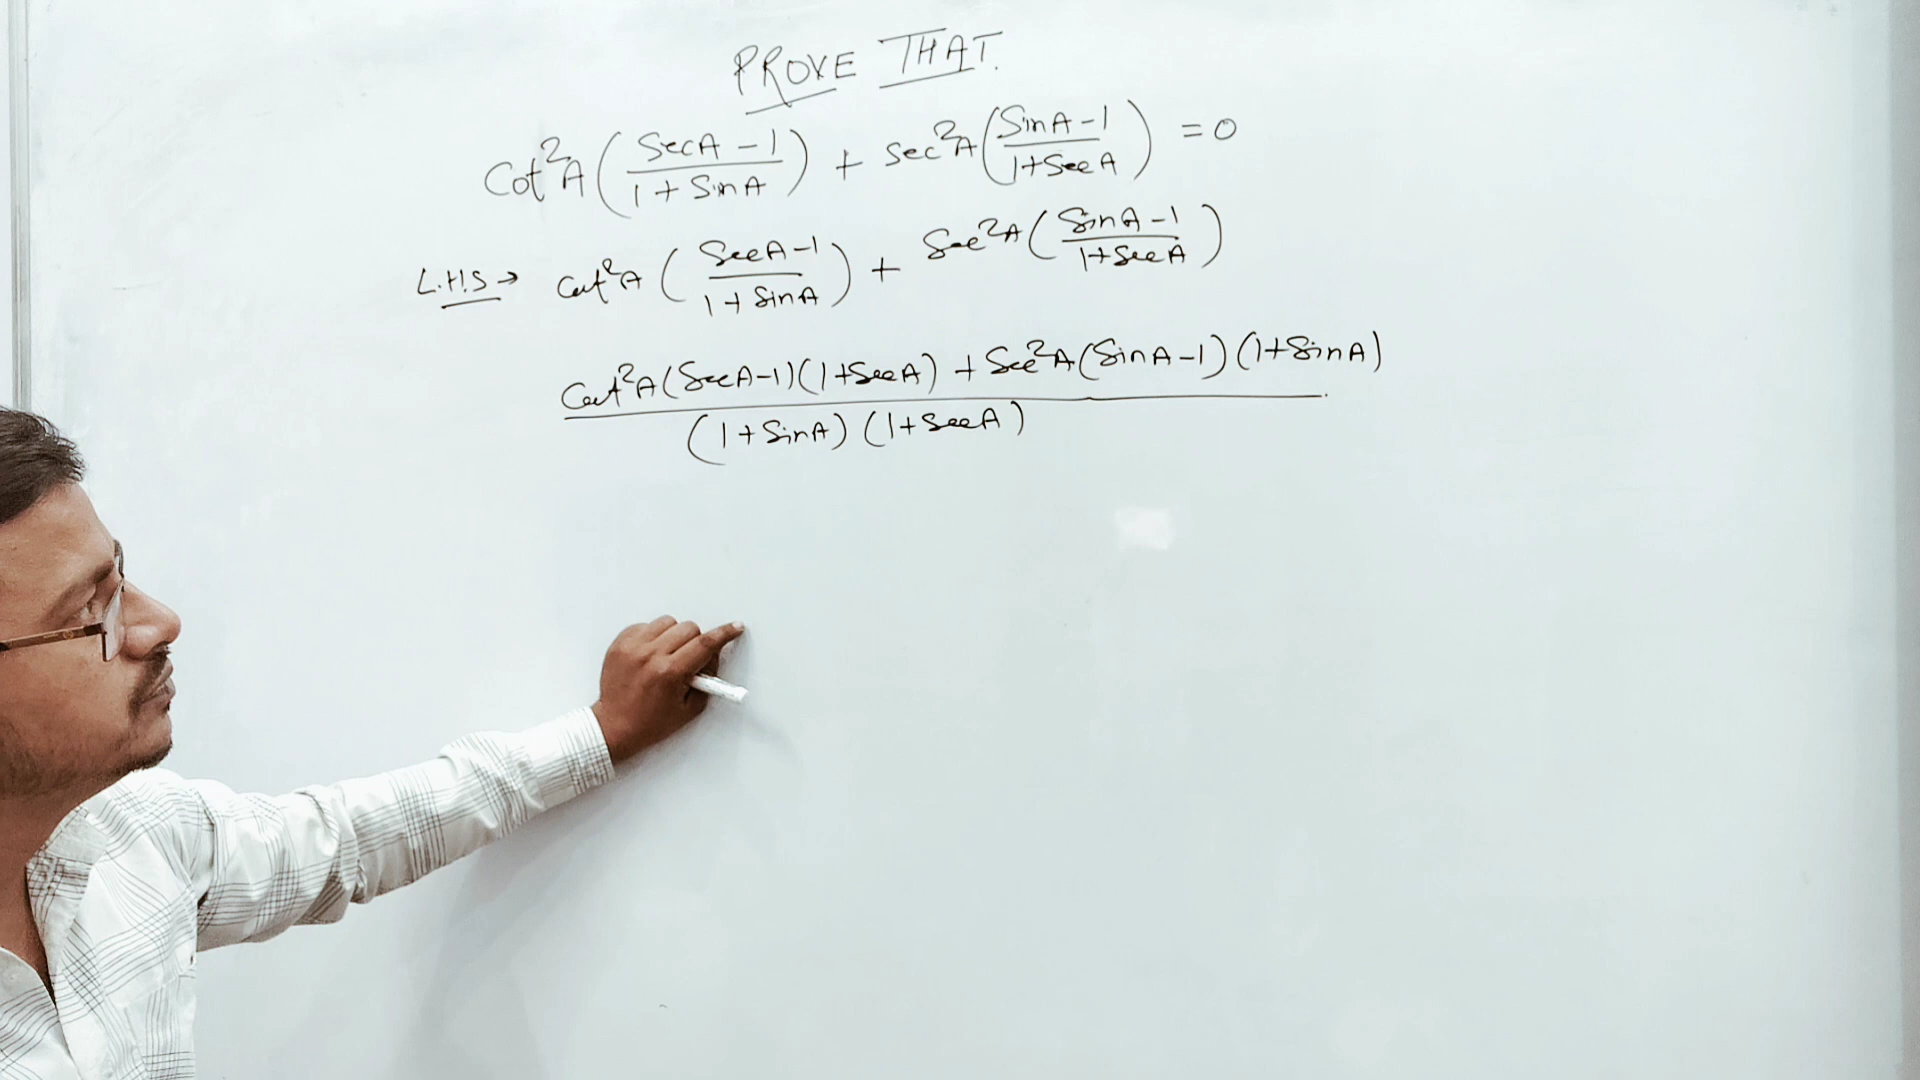 PROVE THAT.
Cot²A (SecA - 1 / 1 + SinA) + sec²A (SinA - 1 / 1+SecA) = 0
L.H.S → Cot²A (SecA - 1 / 1 + SinA) + Sec²A (SinA - 1 / 1+SecA)
Cot²A (SecA-1)(1+SecA) + Sec²A (SinA-1)(1+SinA)
(1+SinA) (1+SecA)